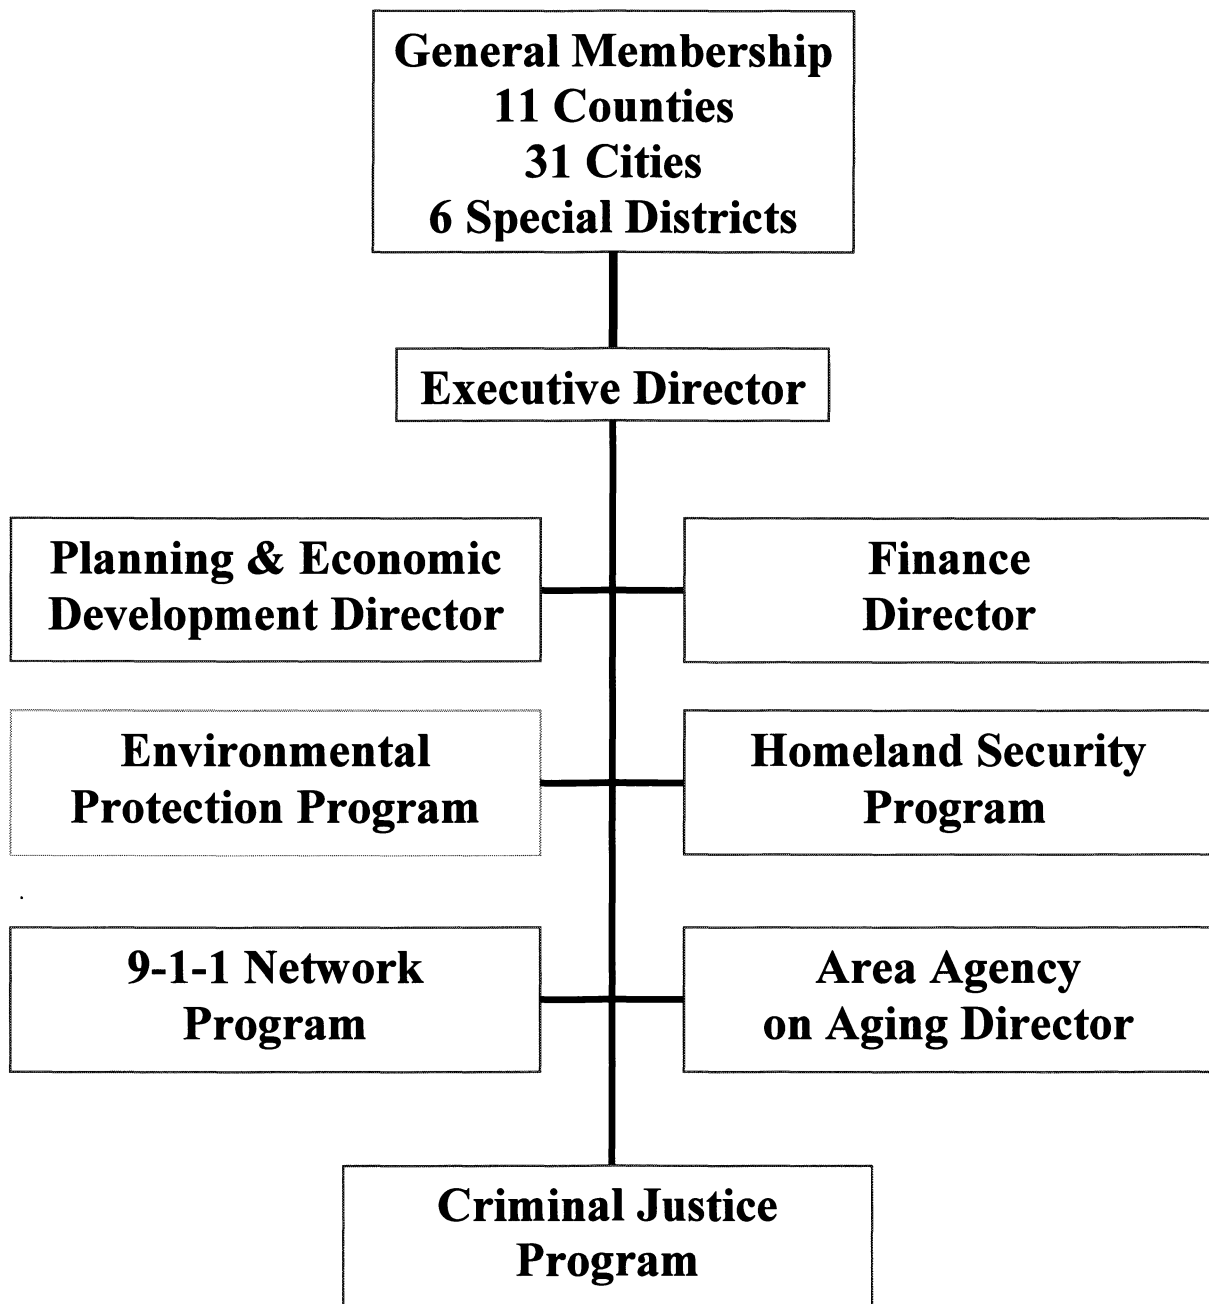 General Membership
11 Counties
31 Cities
6 Special Districts
Executive Director
Planning & Economic
Development Director
Finance
Director
Environmental
Protection Program
Homeland Security
Program
9-1-1 Network
Program
Area Agency
on Aging Director
Criminal Justice
Program